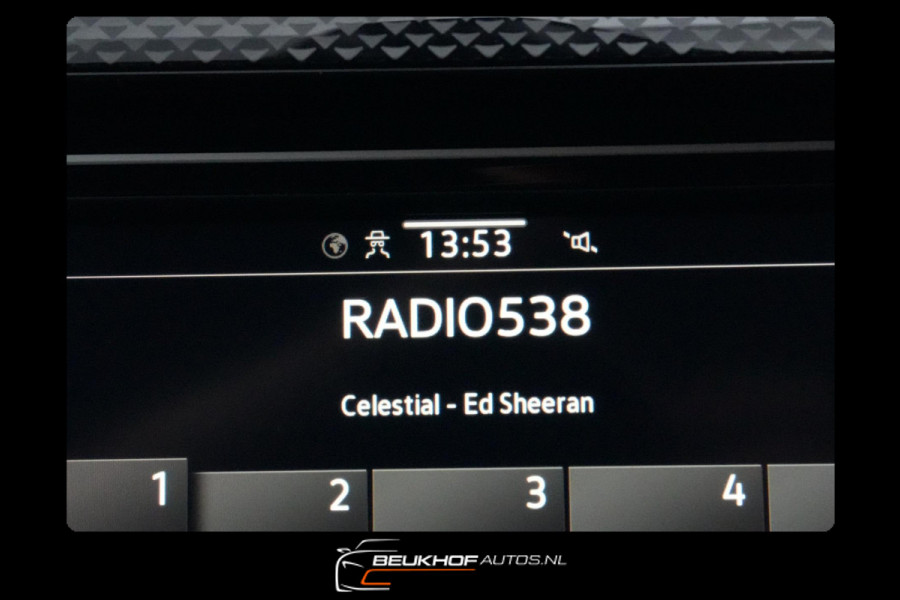 13:53
RADIO538
Celestial - Ed Sheeran
1 2 3 4
BEUKHOFAUTOS.NL